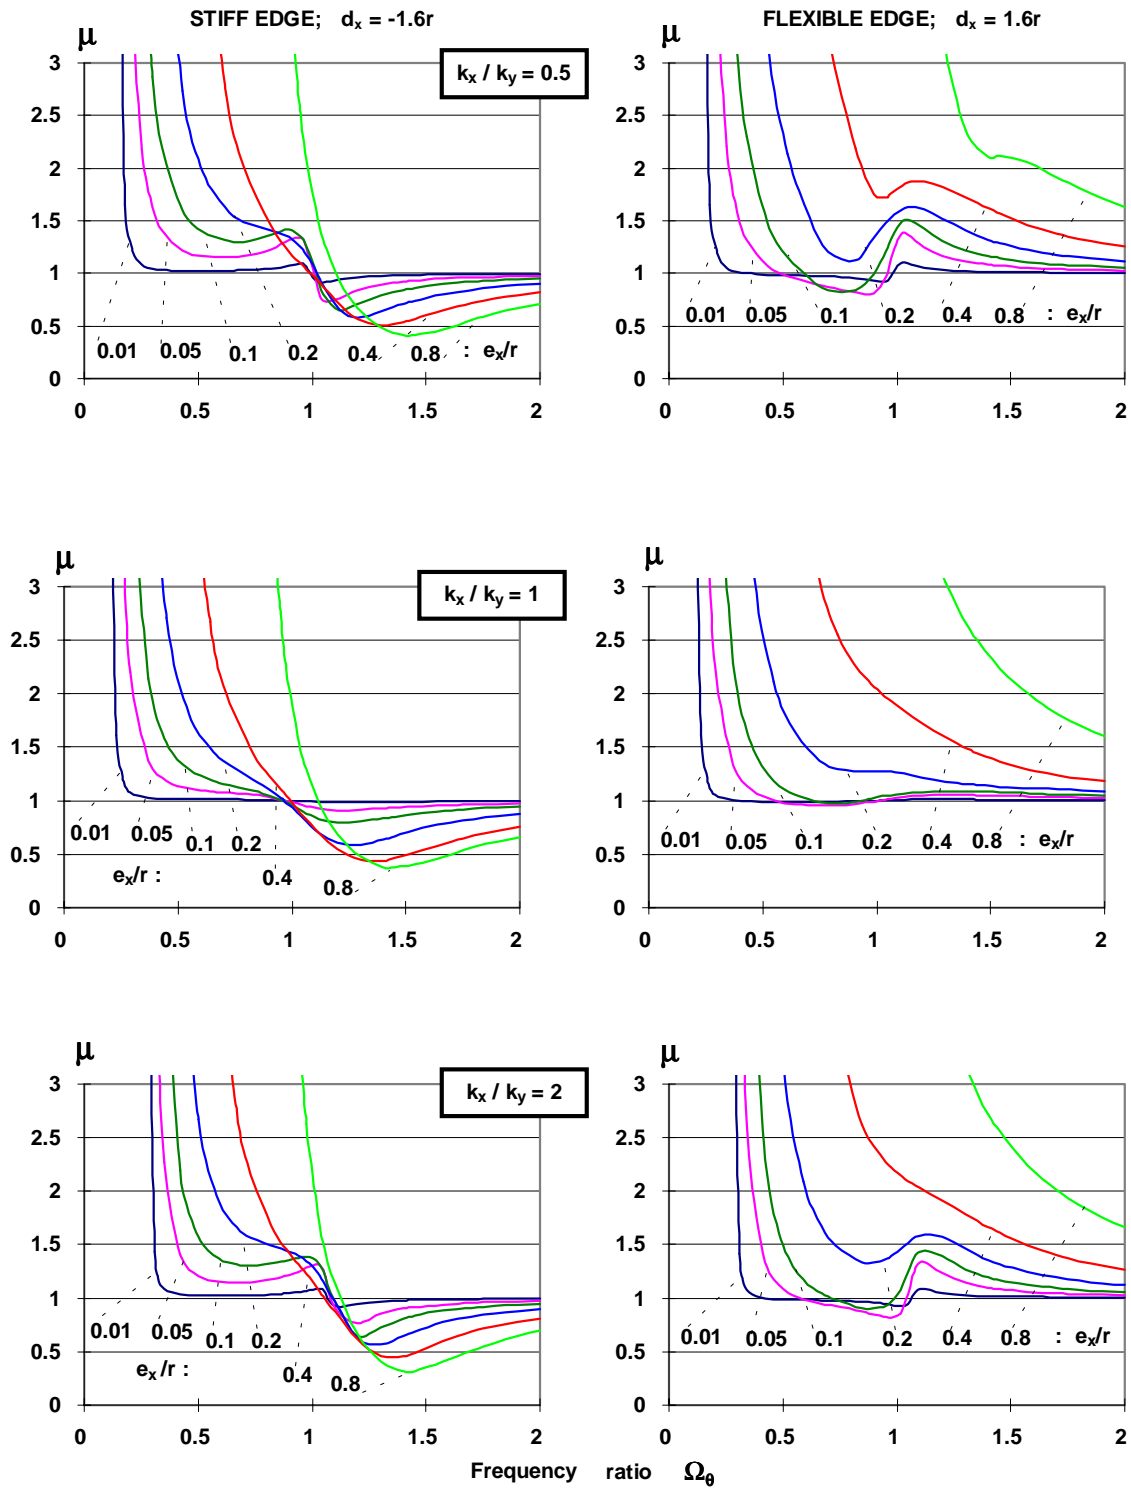 STIFF EDGE; dx = -1.6r
FLEXIBLE EDGE; dx = 1.6r
μ
μ
kx / ky = 0.5
3
2.5
2
1.5
1
0.5
0
0.01 0.05 0.1 0.2 0.4 0.8 : ex/r
0 0.5 1 1.5 2
3
2.5
2
1.5
1
0.5
0
0.01 0.05 0.1 0.2 0.4 0.8 : ex/r
0 0.5 1 1.5 2
μ
μ
kx / ky = 1
3
2.5
2
1.5
1
0.5
0
0.01 0.05 0.1 0.2
ex/r : 0.4 0.8
0 0.5 1 1.5 2
3
2.5
2
1.5
1
0.5
0
0.01 0.05 0.1 0.2 0.4 0.8 : ex/r
0 0.5 1 1.5 2
μ
μ
kx / ky = 2
3
2.5
2
1.5
1
0.5
0
0.01 0.05 0.1 0.2
ex/r : 0.4 0.8
0 0.5 1 1.5 2
3
2.5
2
1.5
1
0.5
0
0.01 0.05 0.1 0.2 0.4 0.8 : ex/r
0 0.5 1 1.5 2
Frequency ratio Ωθ